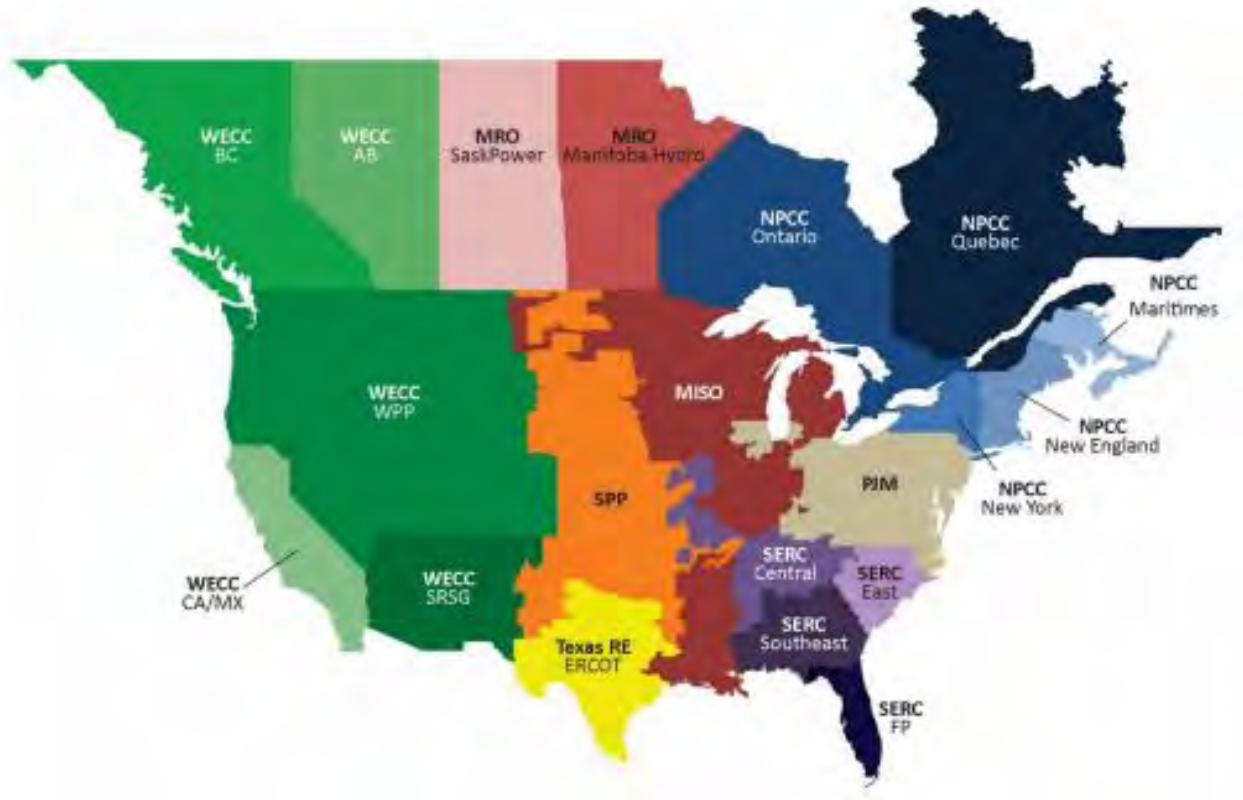 WECC
BC
WECC
AB
MRO
SaskPower
MRO
Manitoba Hydro
NPCC
Ontario
NPCC
Quebec
NPCC
Maritimes
WECC
WPP
MISO
NPCC
New England
SPP
PJM
NPCC
New York
WECC
CA/MX
WECC
SRSG
SERC
Central
SERC
East
SERC
Southeast
Texas RE
ERCOT
SERC
FP